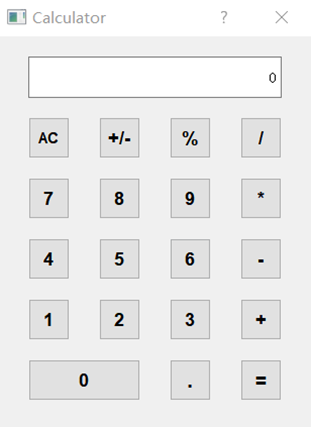 Calculator ?
0
AC +/- % /
7 8 9 *
4 5 6 -
1 2 3 +
0 . =